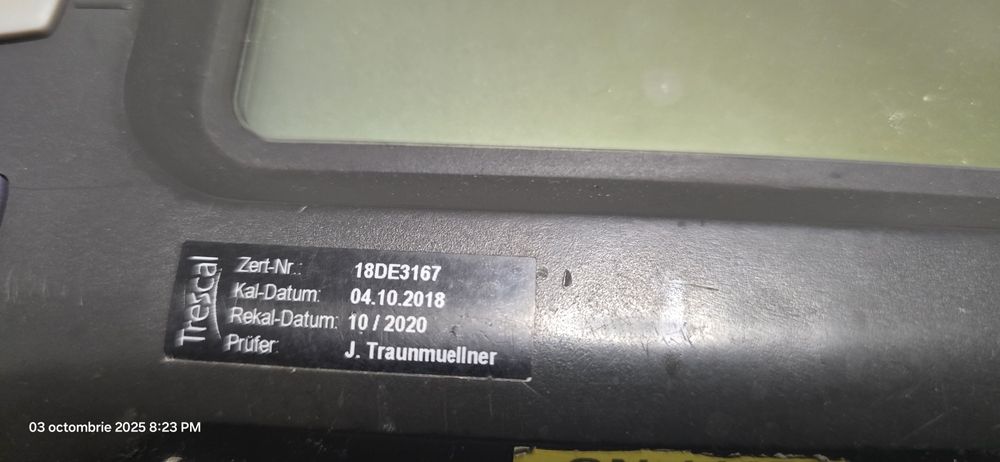 Trescal
Zert-Nr.: 18DE3167
Kal-Datum: 04.10.2018
Rekal-Datum: 10 / 2020
Prüfer: J. Traunmuellner
03 octombrie 2025 8:23 PM